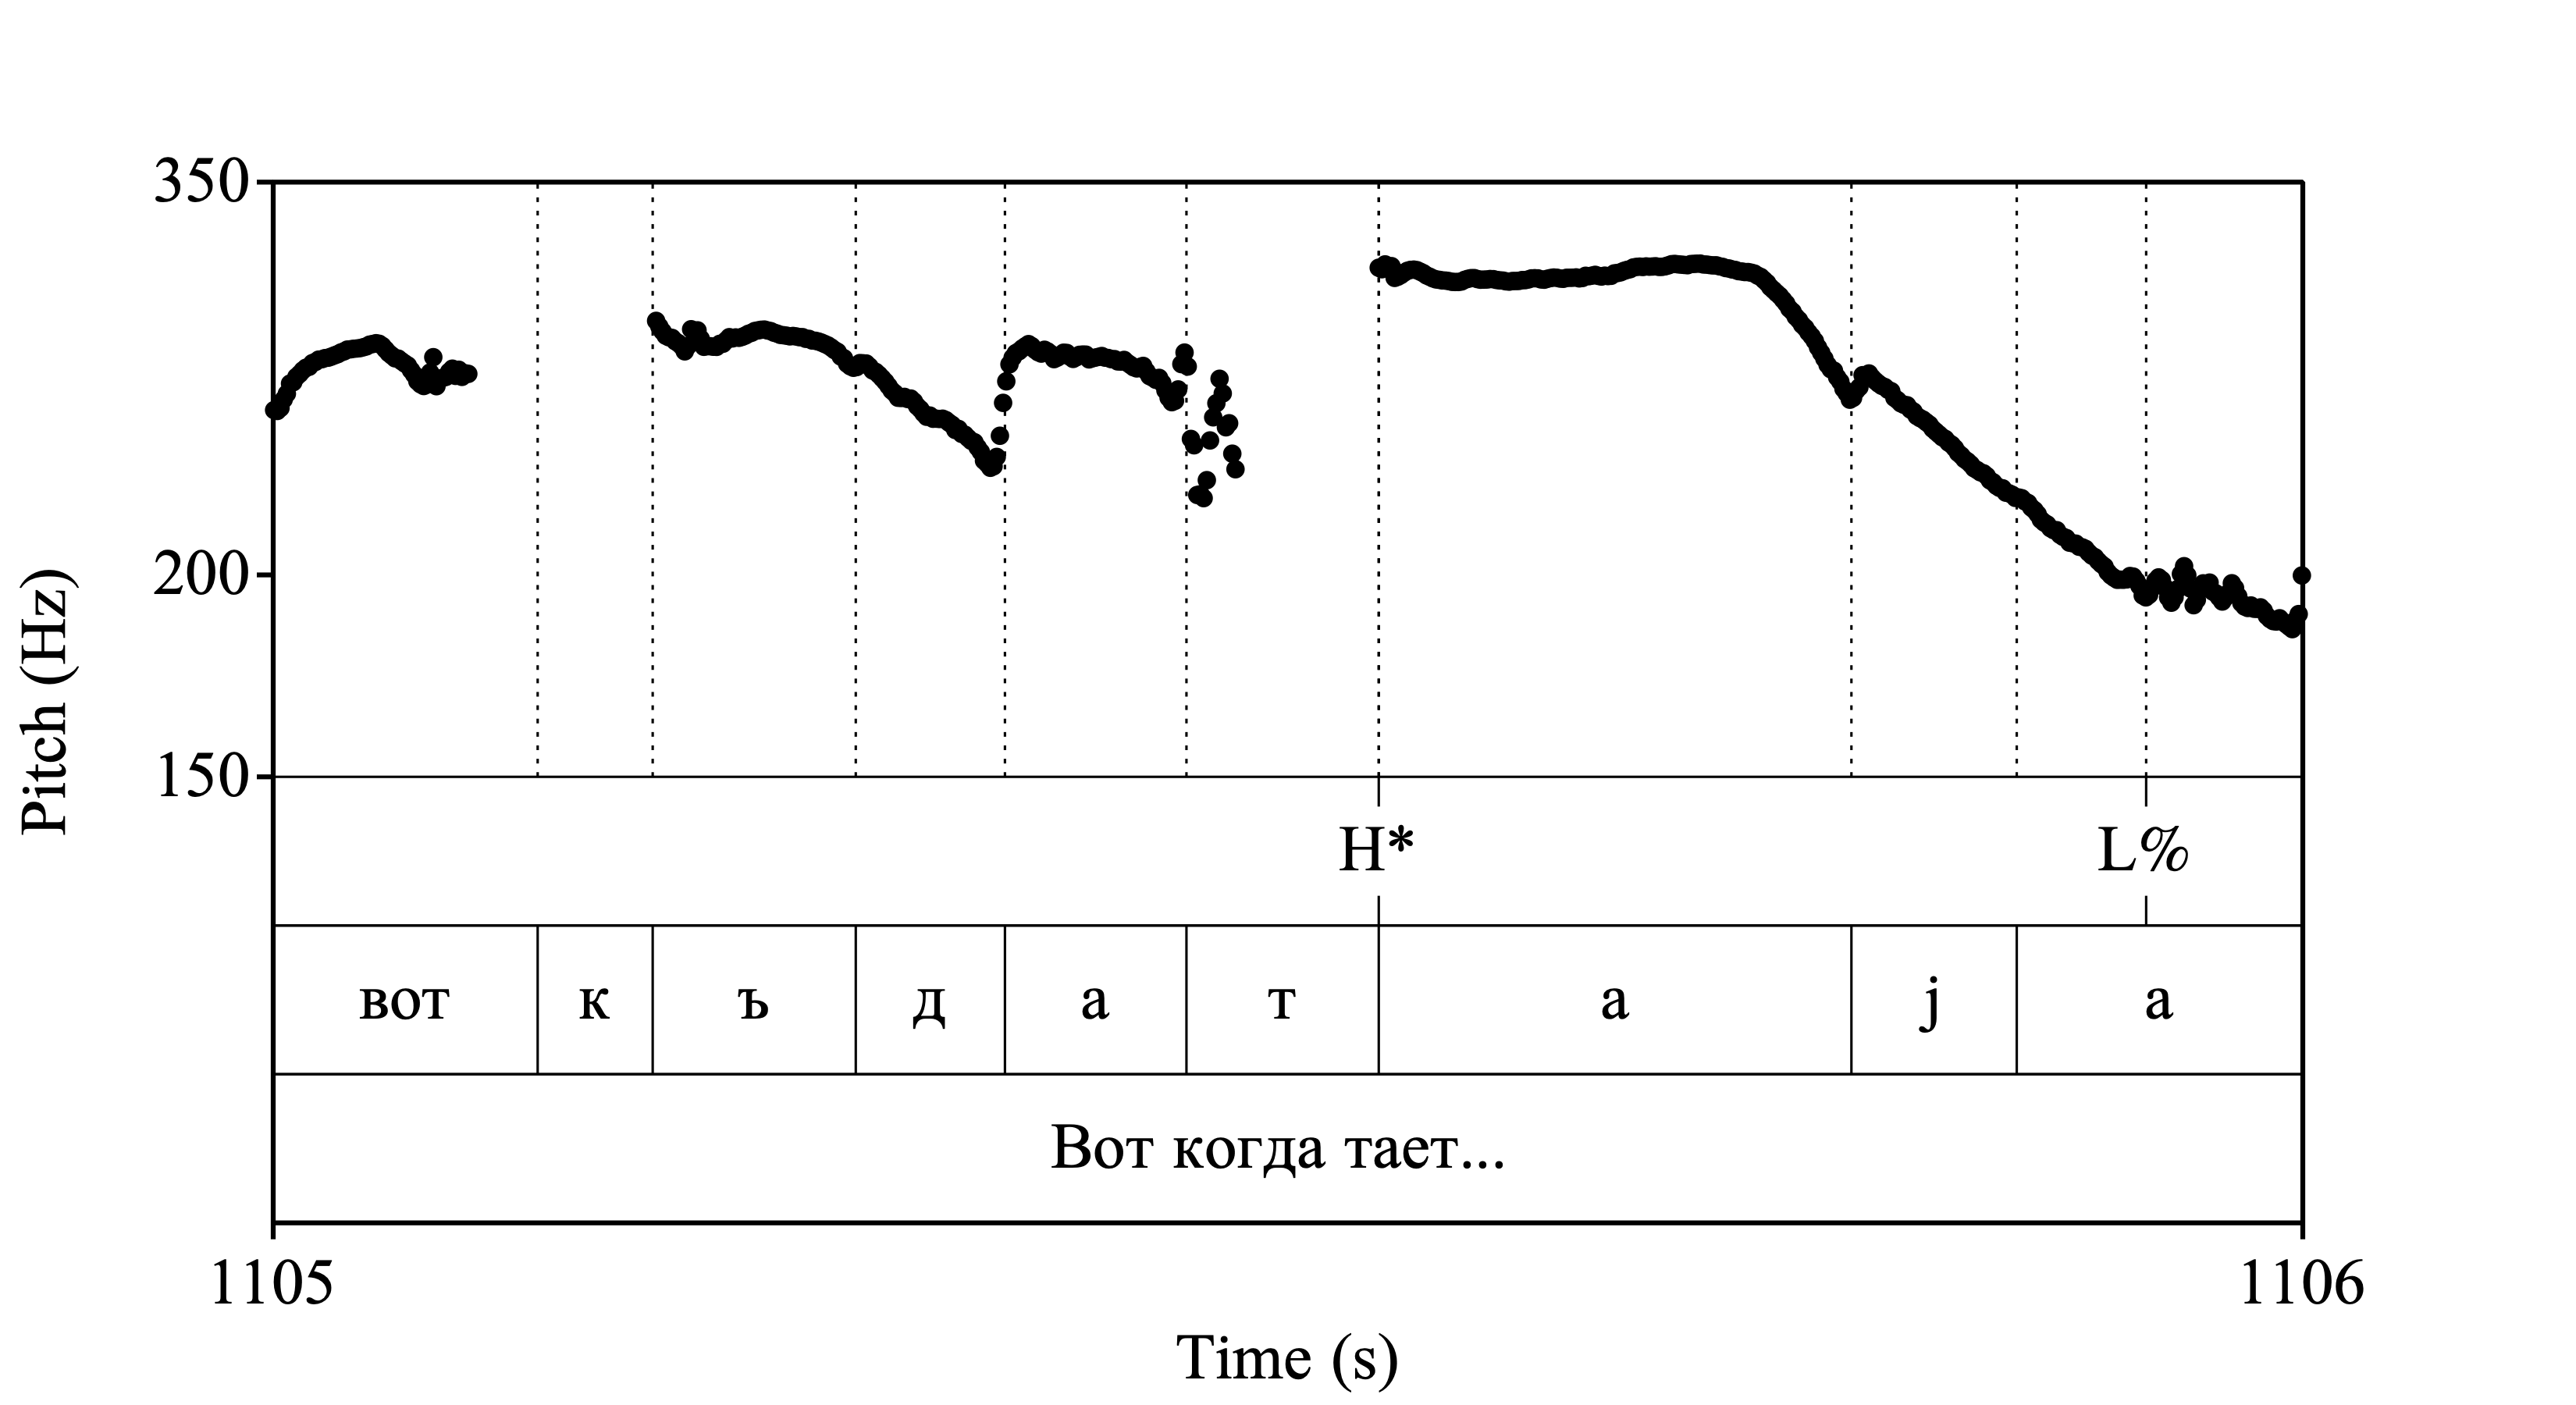 350
200
150
Pitch (Hz)
H* L%
вот к ъ д а т а j а
Вот когда тает...
1105 1106
Time (s)